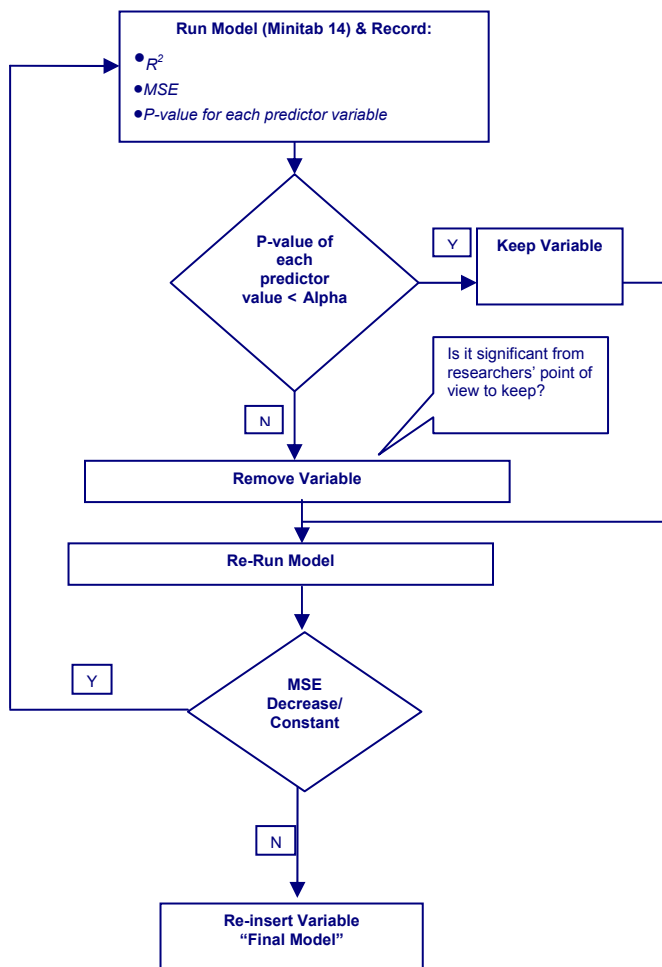 Run Model (Minitab 14) & Record:
●R²
●MSE
●P-value for each predictor variable
P-value of
each
predictor
value < Alpha
Y
Keep Variable
Is it significant from
researchers' point of
view to keep?
N
Remove Variable
Re-Run Model
MSE
Decrease/
Constant
Y
N
Re-insert Variable
"Final Model"